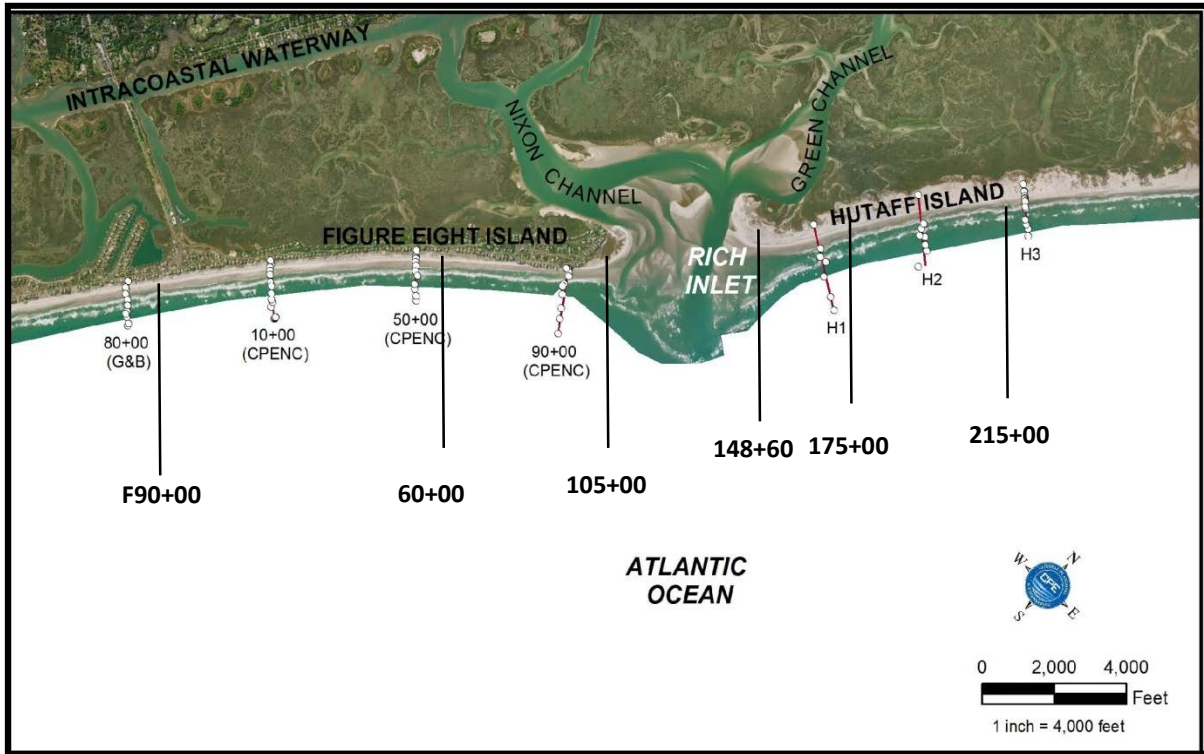 INTRACOASTAL WATERWAY
NIXON CHANNEL
GREEN CHANNEL
FIGURE EIGHT ISLAND
HUTAFF ISLAND
RICH
INLET
80+00
(G&B)
10+00
(CPENC)
50+00
(CPENC)
90+00
(CPENC)
H1
H2
H3
F90+00
60+00
105+00
148+60
175+00
215+00
ATLANTIC
OCEAN
W
N
S
E
CPE
0 2,000 4,000
Feet
1 inch = 4,000 feet